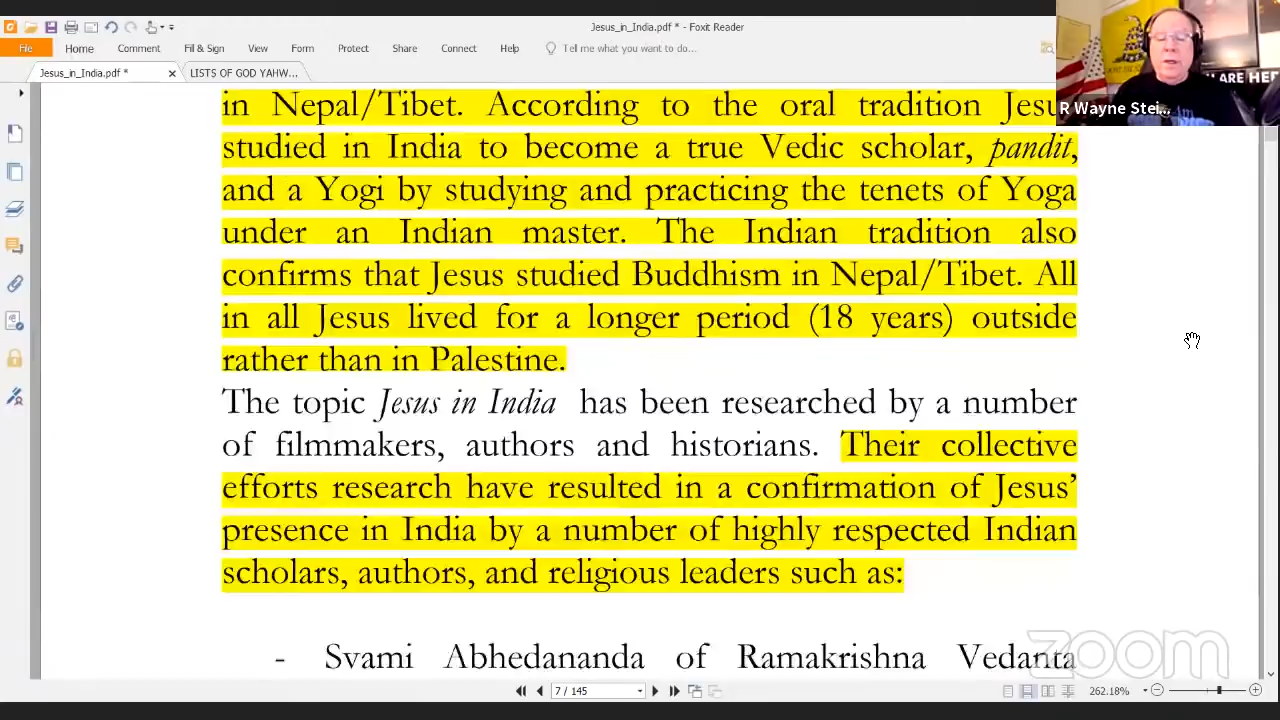 Jesus_in_India.pdf * - Foxit Reader
File Home Comment Fill & Sign View Form Protect Share Connect Help Tell me what you want to do...
Jesus_in_India.pdf * LISTS OF GOD YAHW...
ARE HE
R Wayne Stei...
in Nepal/Tibet. According to the oral tradition
studied in India to become a true Vedic scholar, pandit,
and a Yogi by studying and practicing the tenets of Yoga
under an Indian master. The Indian tradition also
confirms that Jesus studied Buddhism in Nepal/Tibet. All
in all Jesus lived for a longer period (18 years) outside
rather than in Palestine.
The topic Jesus in India has been researched by a number
of filmmakers, authors and historians. Their collective
efforts research have resulted in a confirmation of Jesus’
presence in India by a number of highly respected Indian
scholars, authors, and religious leaders such as:
- Svami Abhedananda of Ramakrishna Vedanta
zoom
7 / 145 262.18%